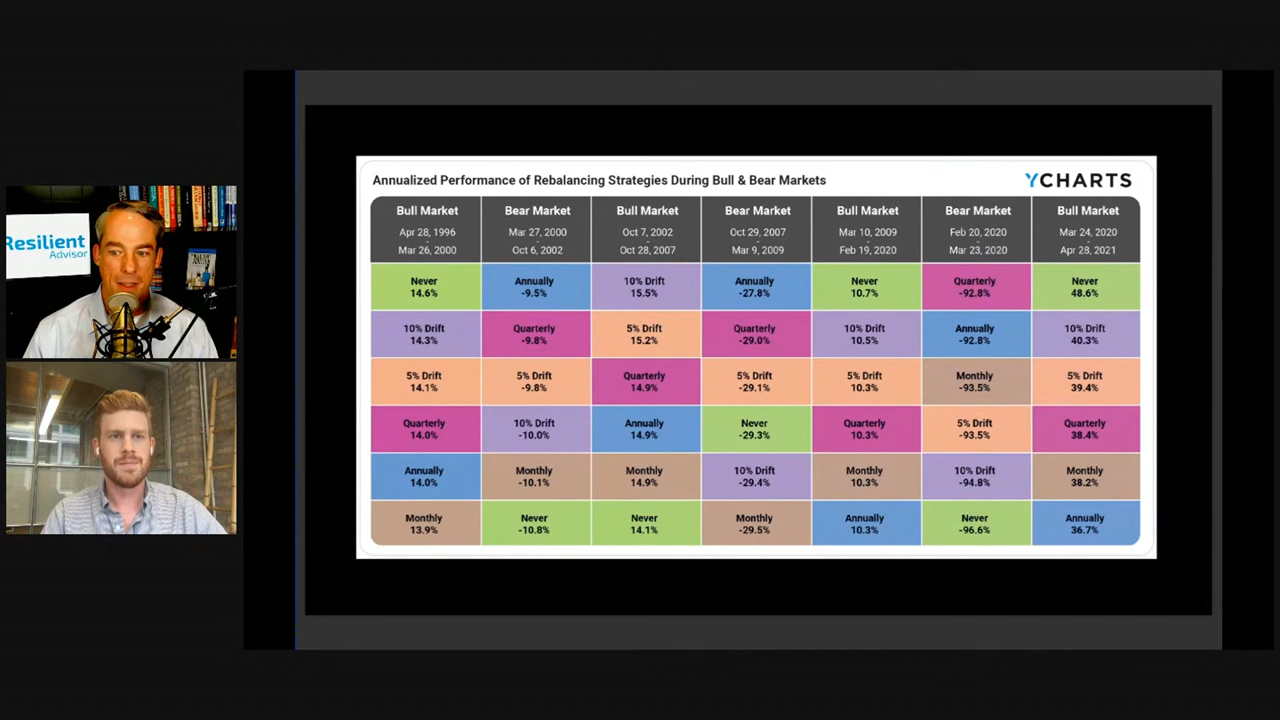 Resilient
Advisor
Annualized Performance of Rebalancing Strategies During Bull & Bear Markets
YCHARTS
Bull Market
Apr 28, 1996
-
Mar 26, 2000
Bear Market
Mar 27, 2000
-
Oct 6, 2002
Bull Market
Oct 7, 2002
-
Oct 28, 2007
Bear Market
Oct 29, 2007
-
Mar 9, 2009
Bull Market
Mar 10, 2009
-
Feb 19, 2020
Bear Market
Feb 20, 2020
-
Mar 23, 2020
Bull Market
Mar 24, 2020
-
Apr 28, 2021
Never
14.6%
Annually
-9.5%
10% Drift
15.5%
Annually
-27.8%
Never
10.7%
Quarterly
-92.8%
Never
48.6%
10% Drift
14.3%
Quarterly
-9.8%
5% Drift
15.2%
Quarterly
-29.0%
10% Drift
10.5%
Annually
-92.8%
10% Drift
40.3%
5% Drift
14.1%
5% Drift
-9.8%
Quarterly
14.9%
5% Drift
-29.1%
5% Drift
10.3%
Monthly
-93.5%
5% Drift
39.4%
Quarterly
14.0%
10% Drift
-10.0%
Annually
14.9%
Never
-29.3%
Quarterly
10.3%
5% Drift
-93.5%
Quarterly
38.4%
Annually
14.0%
Monthly
-10.1%
Monthly
14.9%
10% Drift
-29.4%
Monthly
10.3%
10% Drift
-94.8%
Monthly
38.2%
Monthly
13.9%
Never
-10.8%
Never
14.1%
Monthly
-29.5%
Annually
10.3%
Never
-96.6%
Annually
36.7%